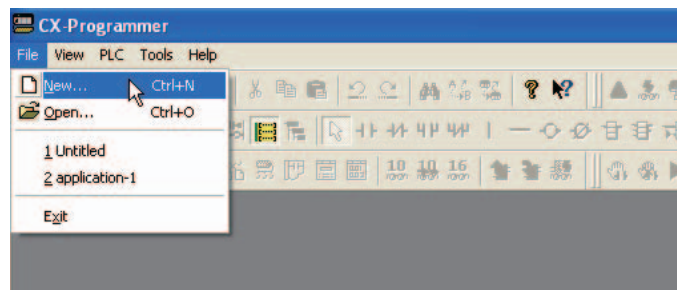 CX-Programmer
File View PLC Tools Help
New... Ctrl+N
Open... Ctrl+O
1 Untitled
2 application-1
Exit
10 10 16